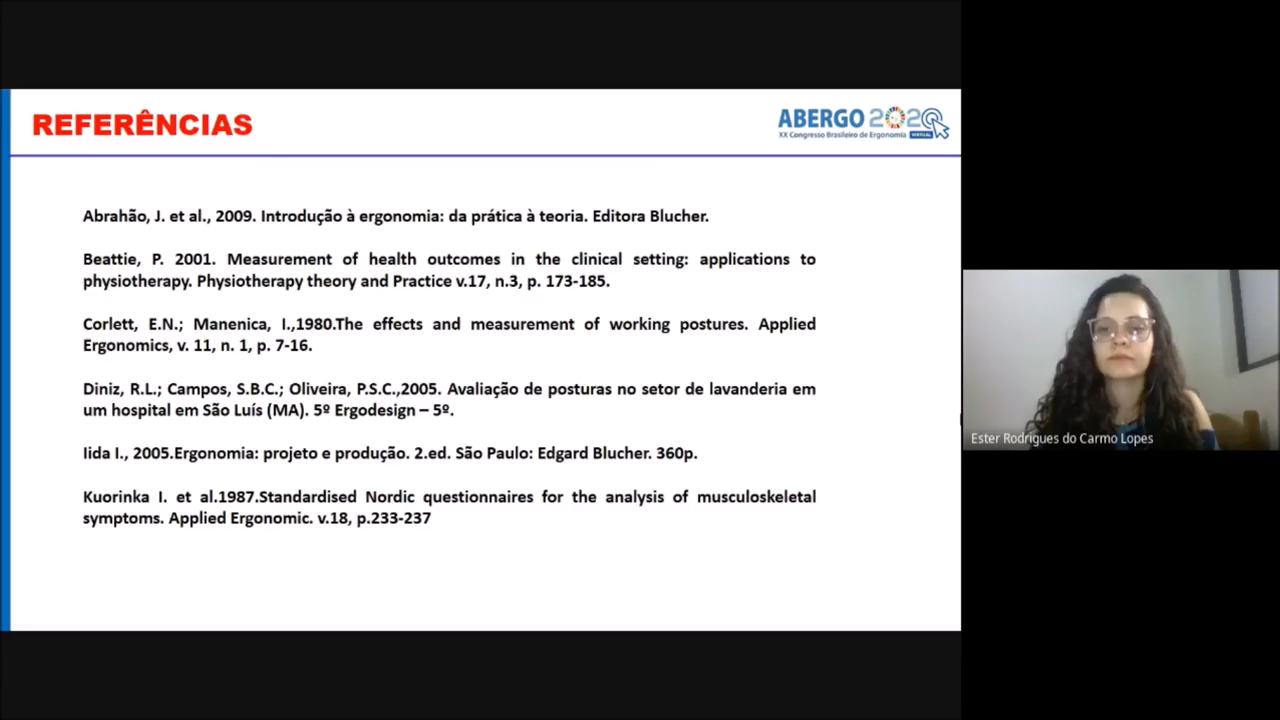 REFERÊNCIAS
ABERGO 2020
XX Congresso Brasileiro de Ergonomia VIRTUAL
Abrahão, J. et al., 2009. Introdução à ergonomia: da prática à teoria. Editora Blucher.
Beattie, P. 2001. Measurement of health outcomes in the clinical setting: applications to
physiotherapy. Physiotherapy theory and Practice v.17, n.3, p. 173-185.
Corlett, E.N.; Manenica, I.,1980.The effects and measurement of working postures. Applied
Ergonomics, v. 11, n. 1, p. 7-16.
Diniz, R.L.; Campos, S.B.C.; Oliveira, P.S.C.,2005. Avaliação de posturas no setor de lavanderia em
um hospital em São Luís (MA). 5º Ergodesign – 5º.
Iida I., 2005.Ergonomia: projeto e produção. 2.ed. São Paulo: Edgard Blucher. 360p.
Kuorinka I. et al.1987.Standardised Nordic questionnaires for the analysis of musculoskeletal
symptoms. Applied Ergonomic. v.18, p.233-237
Ester Rodrigues do Carmo Lopes